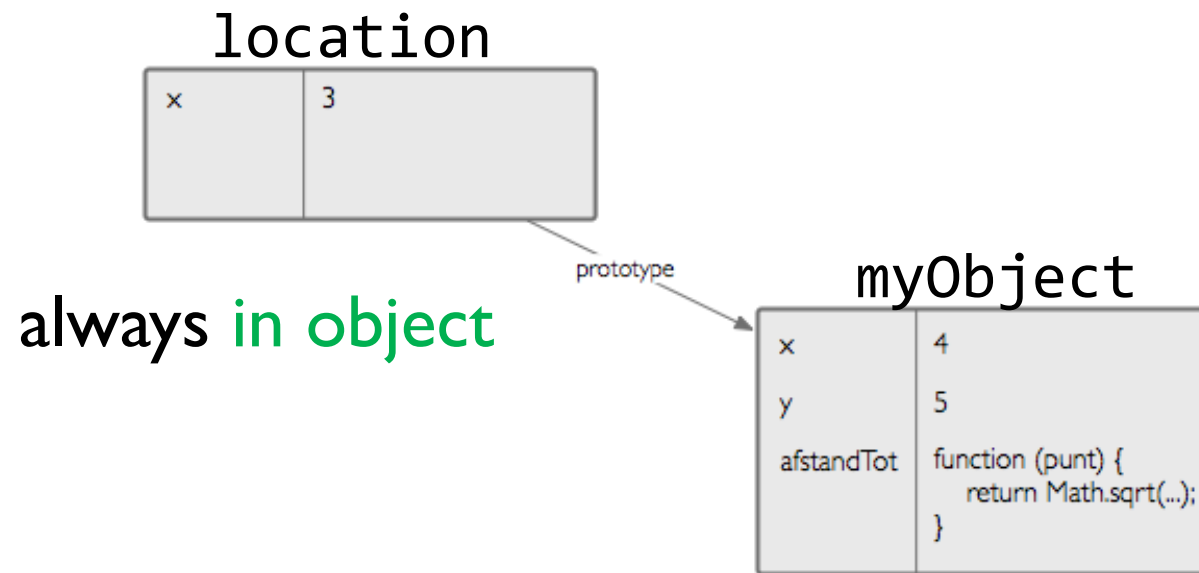 location
x 3
prototype
myObject
always in object
x 4
y 5
afstandTot function (punt) {
return Math.sqrt(...);
}